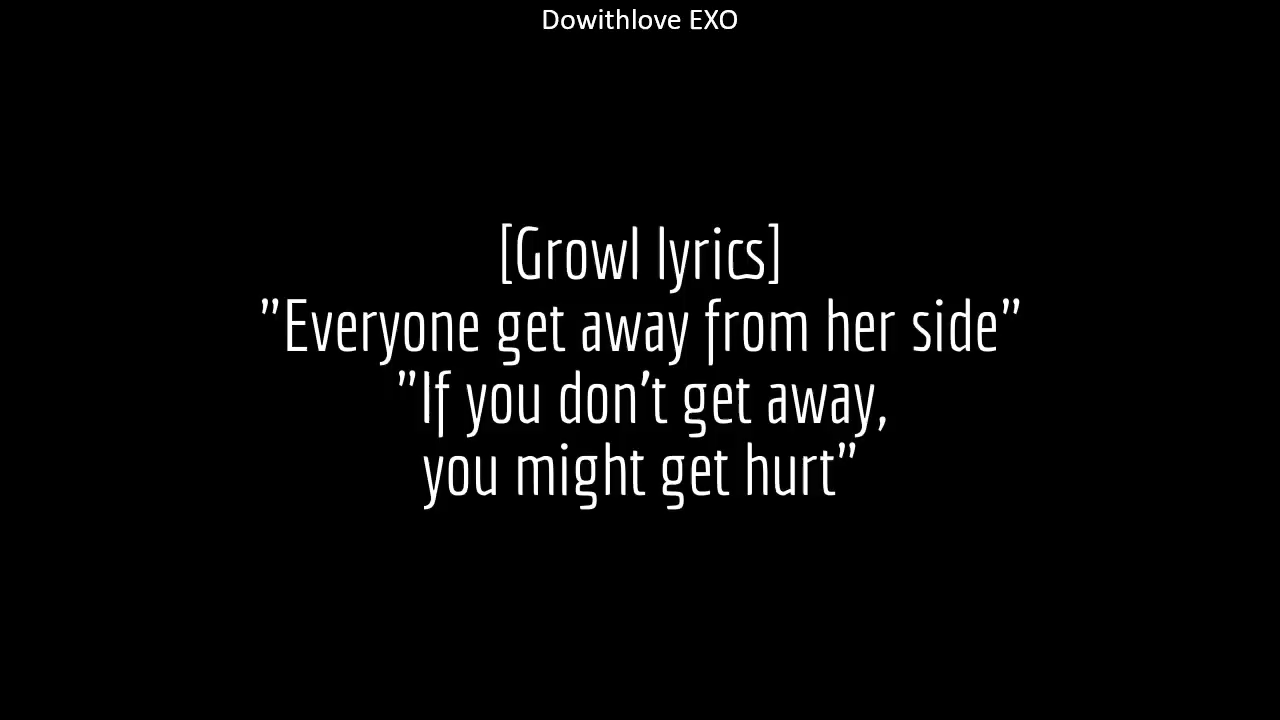 Dowithlove EXO
[Growl lyrics]
"Everyone get away from her side"
"If you don't get away,
you might get hurt"